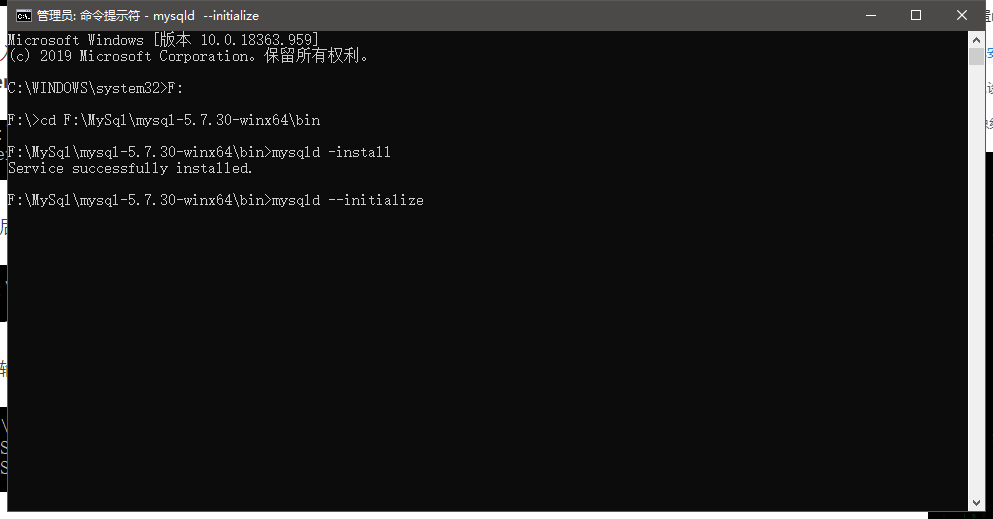 管理员: 命令提示符 - mysqld --initialize
Microsoft Windows [版本 10.0.18363.959]
(c) 2019 Microsoft Corporation。保留所有权利。
C:\WINDOWS\system32>F:
F:\>cd F:\MySql\mysql-5.7.30-winx64\bin
F:\MySql\mysql-5.7.30-winx64\bin>mysqld -install
Service successfully installed.
F:\MySql\mysql-5.7.30-winx64\bin>mysqld --initialize